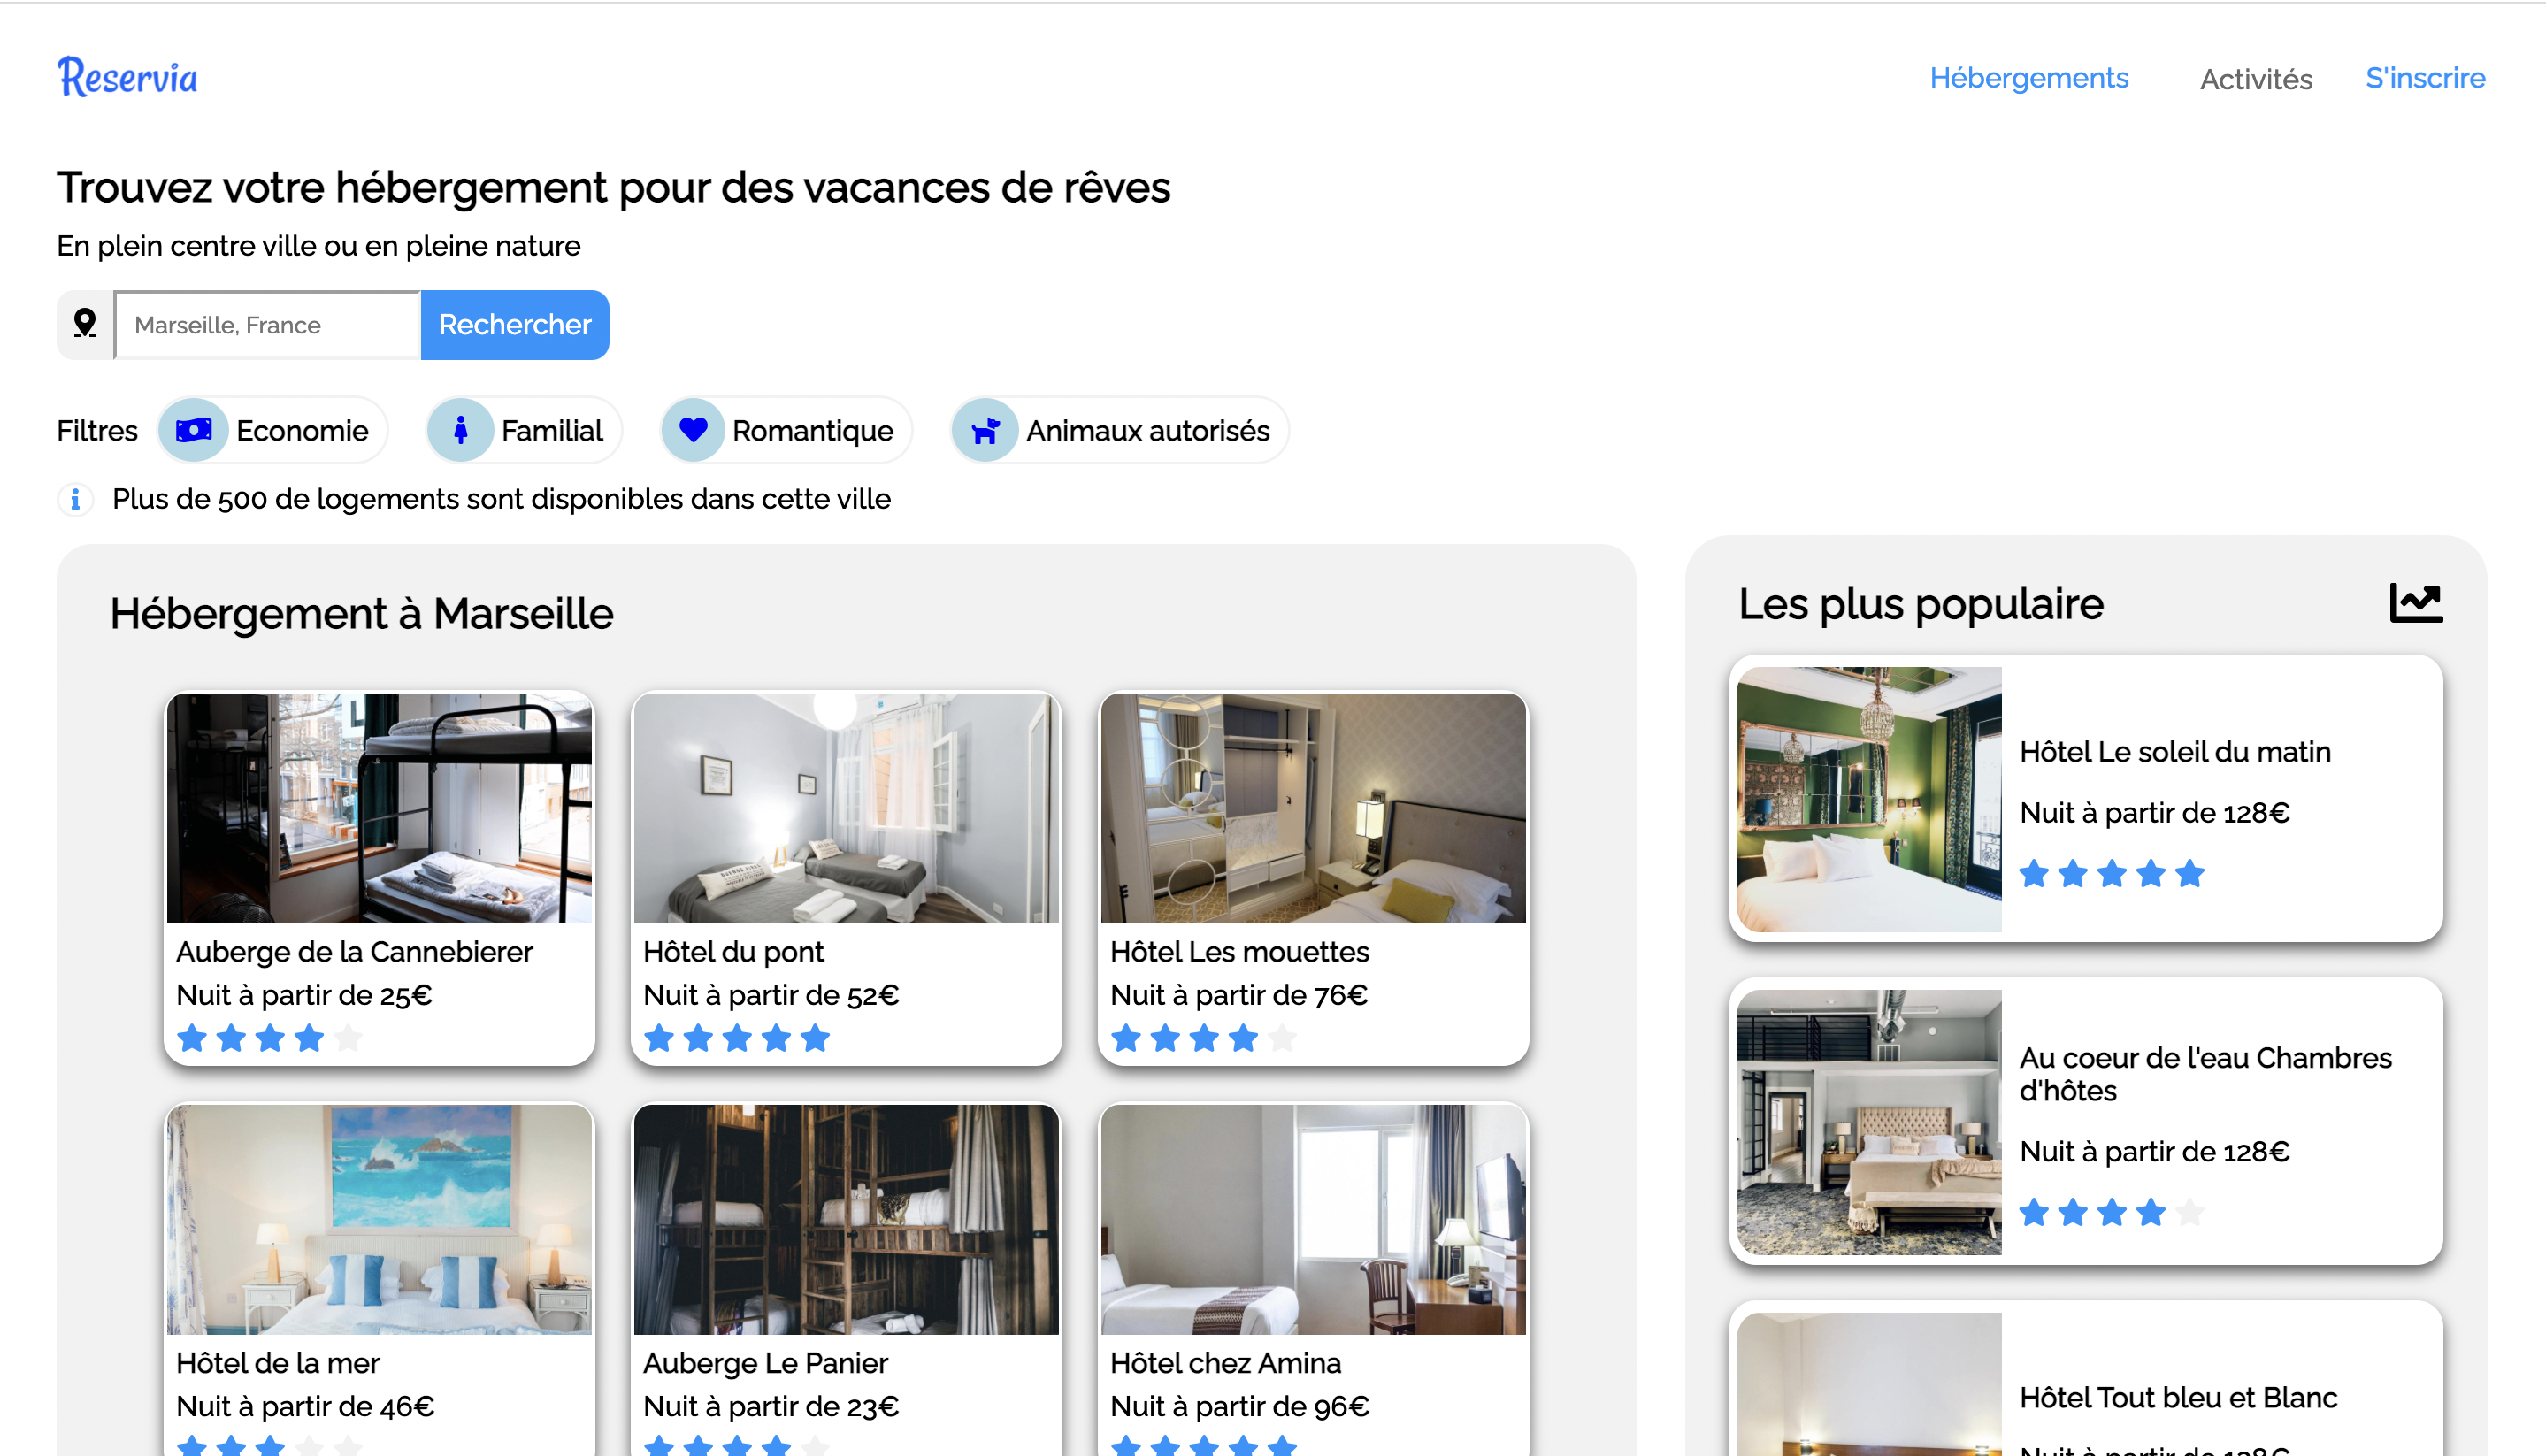 Reservia
Hébergements
Activités
S'inscrire
Trouvez votre hébergement pour des vacances de rêves
En plein centre ville ou en pleine nature
Marseille, France
Rechercher
Filtres
Economie
Familial
Romantique
Animaux autorisés
Plus de 500 de logements sont disponibles dans cette ville
Hébergement à Marseille
Auberge de la Cannebierer
Nuit à partir de 25€
Hôtel du pont
Nuit à partir de 52€
Hôtel Les mouettes
Nuit à partir de 76€
Hôtel de la mer
Nuit à partir de 46€
Auberge Le Panier
Nuit à partir de 23€
Hôtel chez Amina
Nuit à partir de 96€
Les plus populaire
Hôtel Le soleil du matin
Nuit à partir de 128€
Au coeur de l'eau Chambres
d'hôtes
Nuit à partir de 128€
Hôtel Tout bleu et Blanc
Nuit à partir de 128€